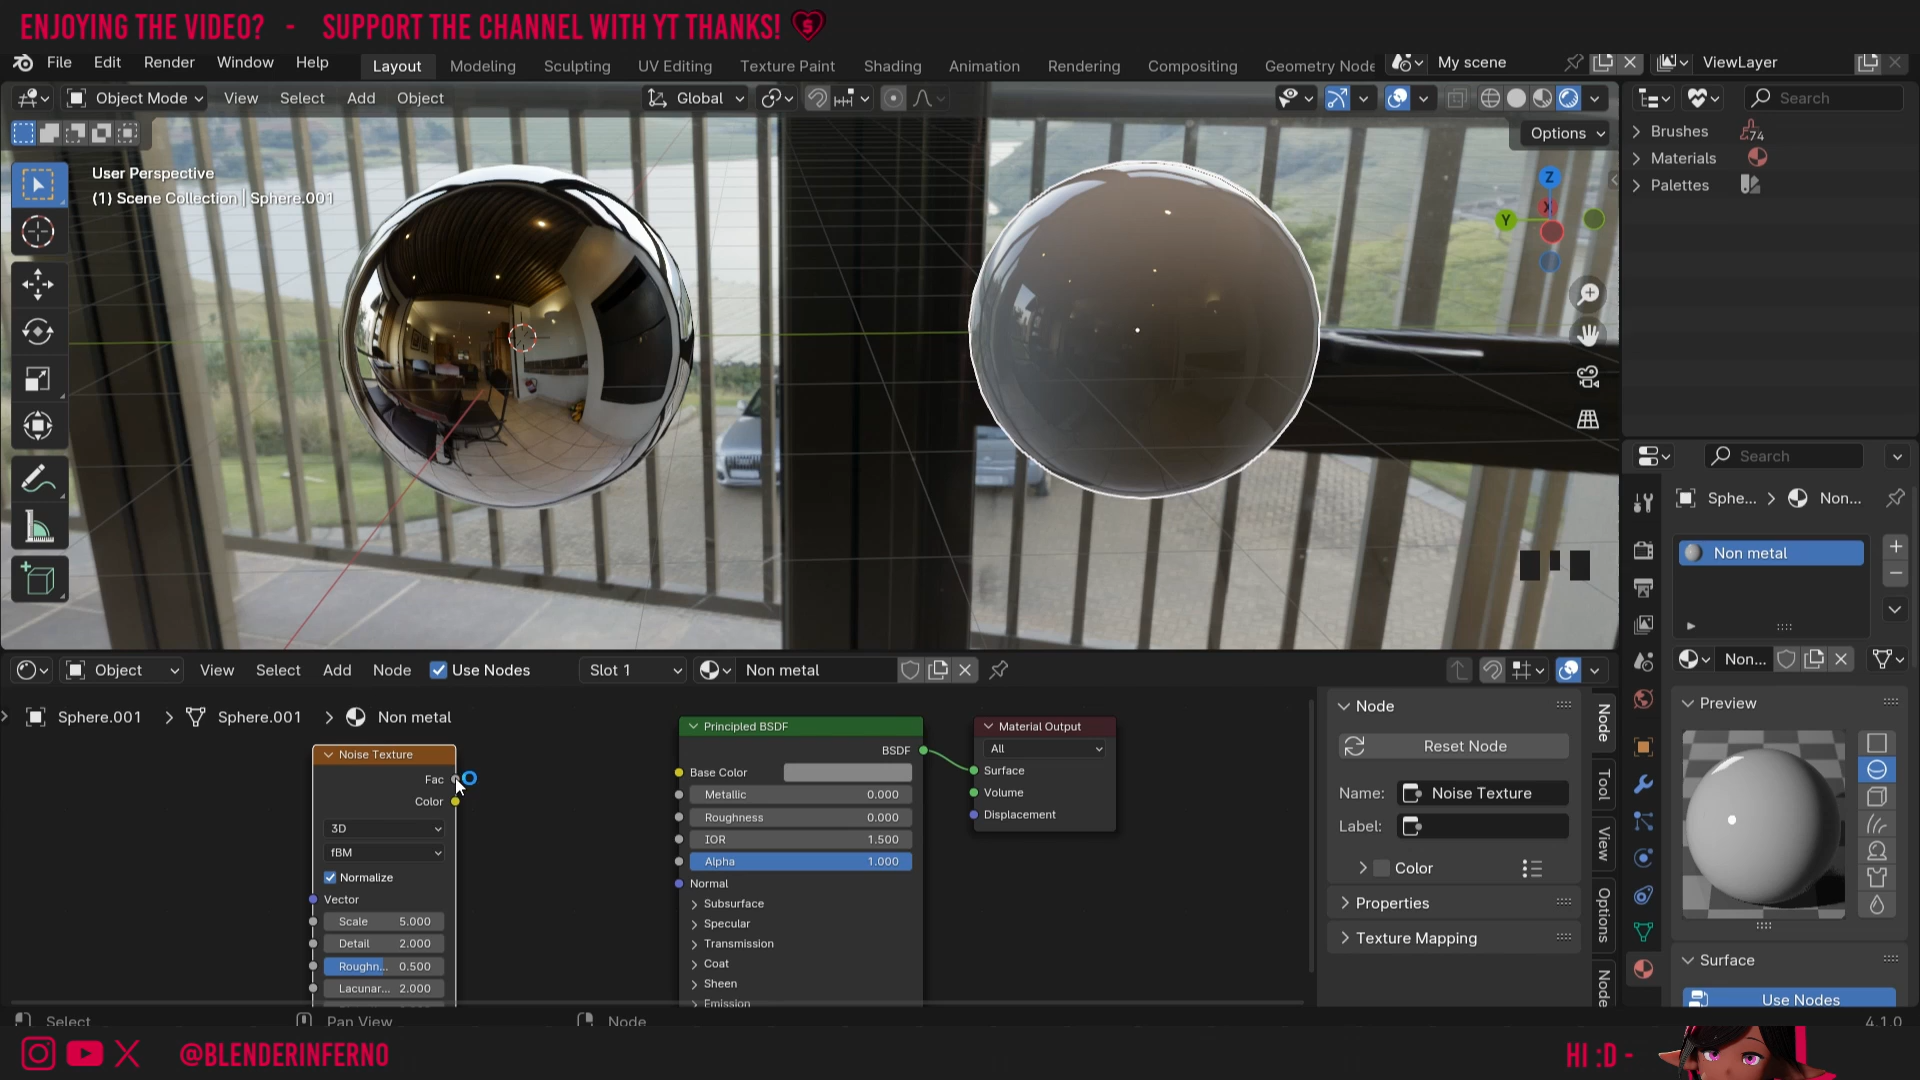 ENJOYING THE VIDEO? - SUPPORT THE CHANNEL WITH YT THANKS!
File Edit Render Window Help Layout Modeling Sculpting UV Editing Texture Paint Shading Animation Rendering Compositing Geometry Node My scene ViewLayer
Object Mode View Select Add Object Global Search
Options
Brushes 74
Materials
Palettes
User Perspective
(1) Scene Collection | Sphere.001
Z
X
Y
Search
Sphe... > Non...
Non metal
Object View Select Add Node Use Nodes Slot 1 Non metal
Non...
Sphere.001 > Sphere.001 > Non metal
Noise Texture
Fac
Color
3D
fBM
Normalize
Vector
Scale 5.000
Detail 2.000
Roughn... 0.500
Lacunar... 2.000
Principled BSDF
BSDF
Base Color
Metallic 0.000
Roughness 0.000
IOR 1.500
Alpha 1.000
Normal
Subsurface
Specular
Transmission
Coat
Sheen
Emission
Material Output
All
Surface
Volume
Displacement
Node
Reset Node
Name: Noise Texture
Label:
Color
Properties
Texture Mapping
Node
Tool
View
Options
Node
Preview
Surface
Use Nodes
Select Pan View Node 4.1.0
@BLENDERINFERNO
HI :D -